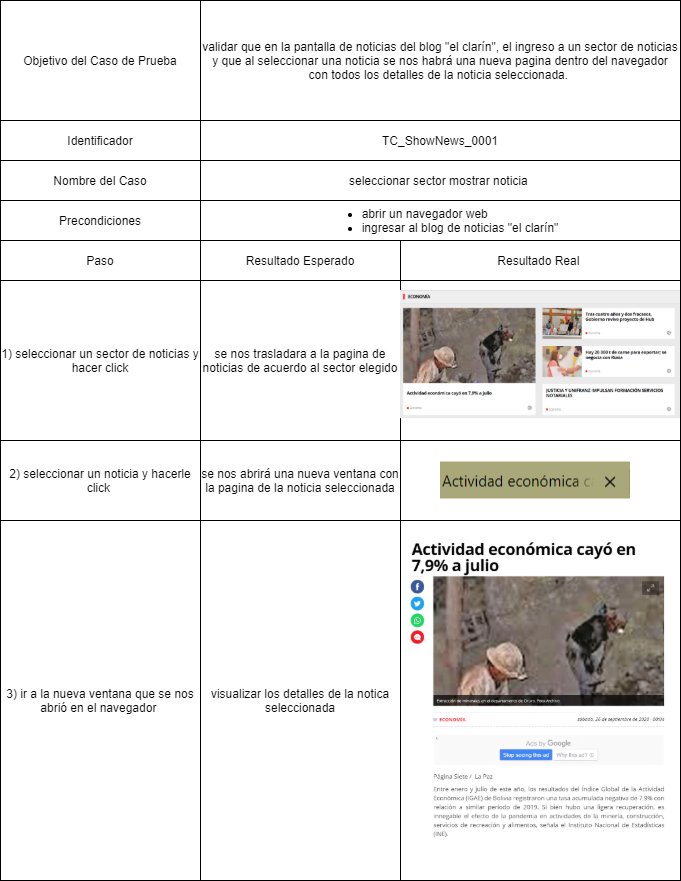 Objetivo del Caso de Prueba
validar que en la pantalla de noticias del blog "el clarín", el ingreso a un sector de noticias
y que al seleccionar una noticia se nos habrá una nueva pagina dentro del navegador
con todos los detalles de la noticia seleccionada.
Identificador
TC_ShowNews_0001
Nombre del Caso
seleccionar sector mostrar noticia
Precondiciones
• abrir un navegador web
• ingresar al blog de noticias "el clarín"
Paso
Resultado Esperado
Resultado Real
1) seleccionar un sector de noticias y
hacer click
se nos trasladara a la pagina de
noticias de acuerdo al sector elegido
ECONOMÍA
Actividad económica cayó en 7,9% a julio
Tras cuatro años y dos fracasos,
Gobierno revive proyecto de Hub
Hay 20.000 t de carne para exportar; se
negocia con Rusia
JUSTICIA Y UNIFRANZ IMPULSAN FORMACIÓN SERVICIOS
NOTARIALES
2) seleccionar un noticia y hacerle
click
se nos abrirá una nueva ventana con
la pagina de la noticia seleccionada
Actividad económica c
3) ir a la nueva ventana que se nos
abrió en el navegador
visualizar los detalles de la notica
seleccionada
Actividad económica cayó en
7,9% a julio
Extracción de minerales en el departamento de Oruro. Foto:Archivo
ECONOMÍA
sábado, 26 de septiembre de 2020 · 00:04
Ads by Google
Stop seeing this ad
Why this ad?
Página Siete / La Paz
Entre enero y julio de este año, los resultados del Índice Global de la Actividad
Económica (IGAE) de Bolivia registraron una tasa acumulada negativa de 7,9% con
relación a similar periodo de 2019. Si bien hubo una ligera recuperación, es
innegable el efecto de la pandemia en actividades de la minería, construcción,
servicios de recreación y alimentos, señala el Instituto Nacional de Estadísticas
(INE).